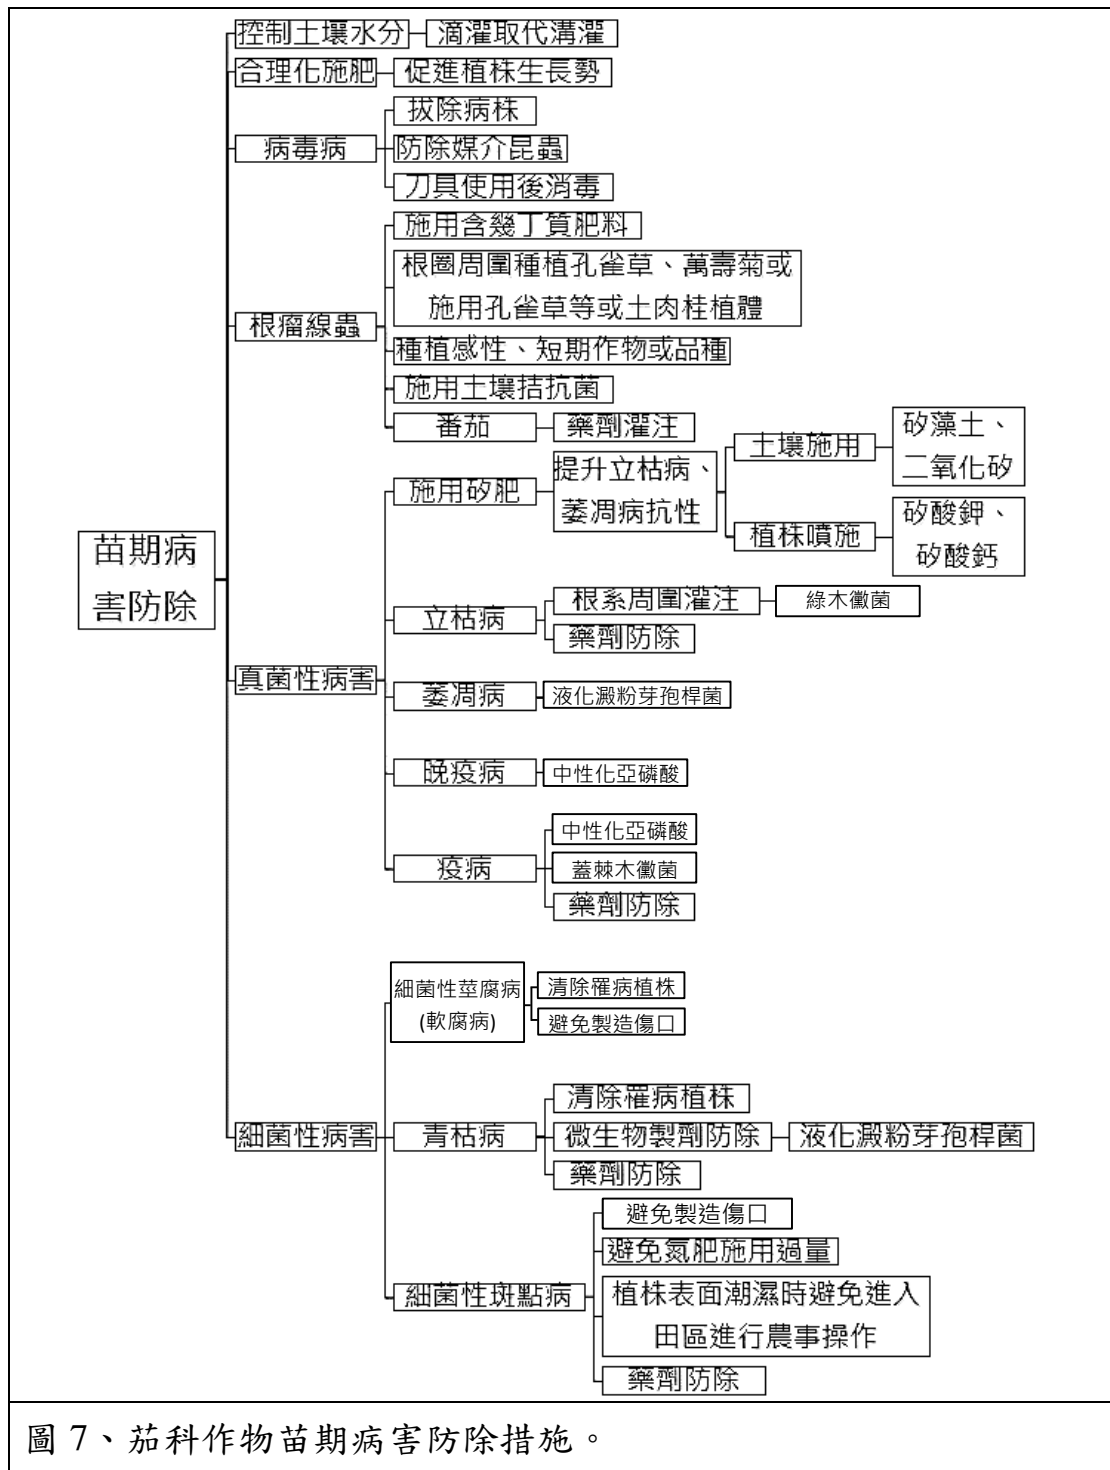 控制土壤水分
滴灌取代溝灌
合理化施肥
促進植株生長勢
病毒病
拔除病株
防除媒介昆蟲
刀具使用後消毒
根瘤線蟲
施用含幾丁質肥料
根圈周圍種植孔雀草、萬壽菊或
施用孔雀草等或土肉桂植體
種植感性、短期作物或品種
施用土壤拮抗菌
番茄
藥劑灌注
苗期病
害防除
真菌性病害
施用矽肥
提升立枯病、
萎凋病抗性
土壤施用
矽藻土、
二氧化矽
植株噴施
矽酸鉀、
矽酸鈣
立枯病
根系周圍灌注
綠木黴菌
藥劑防除
萎凋病
液化澱粉芽孢桿菌
晚疫病
中性化亞磷酸
疫病
中性化亞磷酸
蓋棘木黴菌
藥劑防除
細菌性病害
細菌性莖腐病
(軟腐病)
清除罹病植株
避免製造傷口
青枯病
清除罹病植株
微生物製劑防除
液化澱粉芽孢桿菌
藥劑防除
細菌性斑點病
避免製造傷口
避免氮肥施用過量
植株表面潮濕時避免進入
田區進行農事操作
藥劑防除
圖 7、茄科作物苗期病害防除措施。